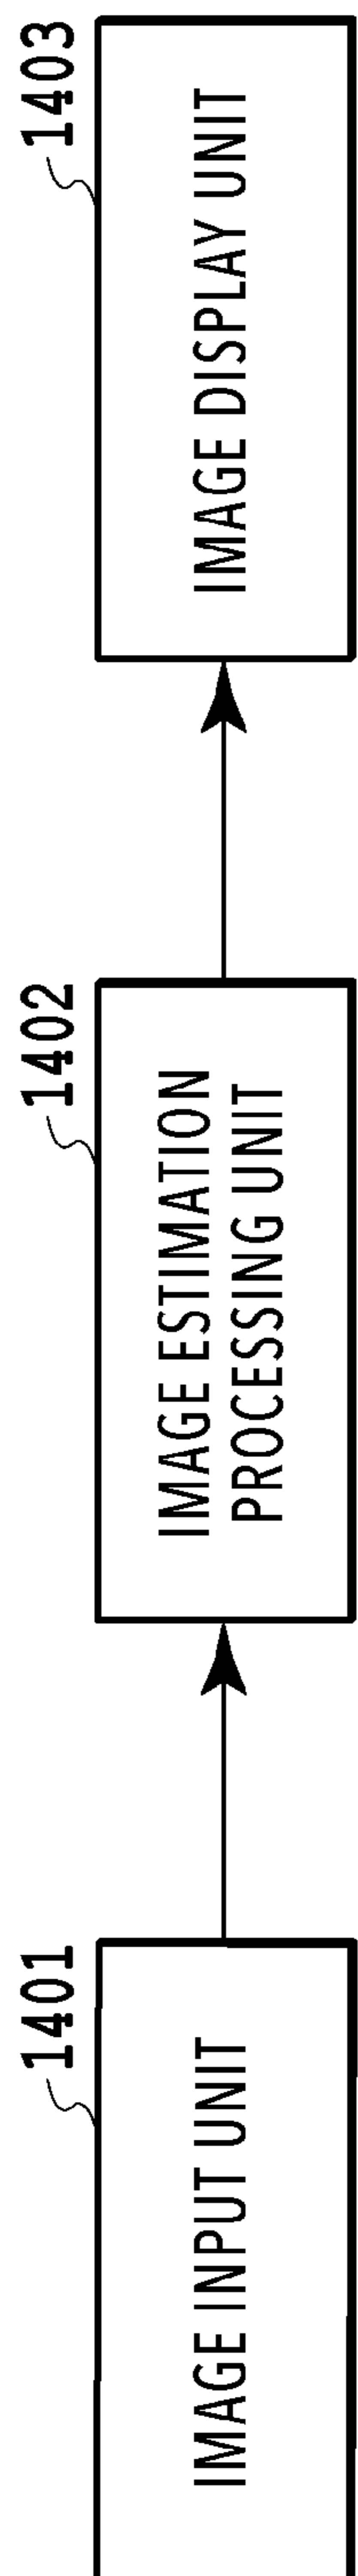 1401
IMAGE INPUT UNIT
1402
IMAGE ESTIMATION
PROCESSING UNIT
1403
IMAGE DISPLAY UNIT